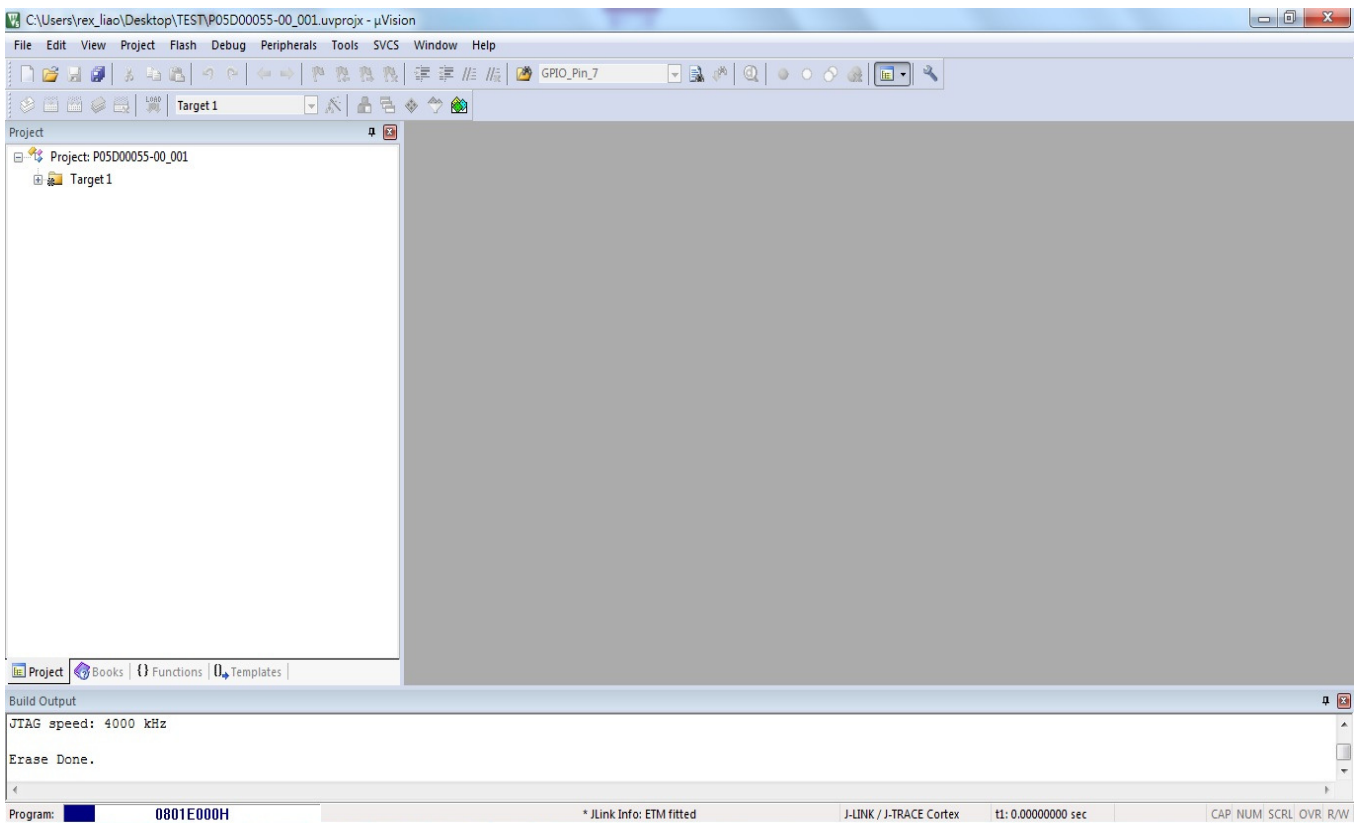 C:\Users\rex_liao\Desktop\TEST\P05D00055-00_001.uvprojx - µVision
File Edit View Project Flash Debug Peripherals Tools SVCS Window Help
GPIO_Pin_7
LOAD Target 1
Project
Project: P05D00055-00_001
Target 1
Project Books {} Functions 0 Templates
Build Output
JTAG speed: 4000 kHz
Erase Done.
Program: 0801E000H * JLink Info: ETM fitted J-LINK / J-TRACE Cortex t1: 0.00000000 sec CAP NUM SCRL OVR R/W